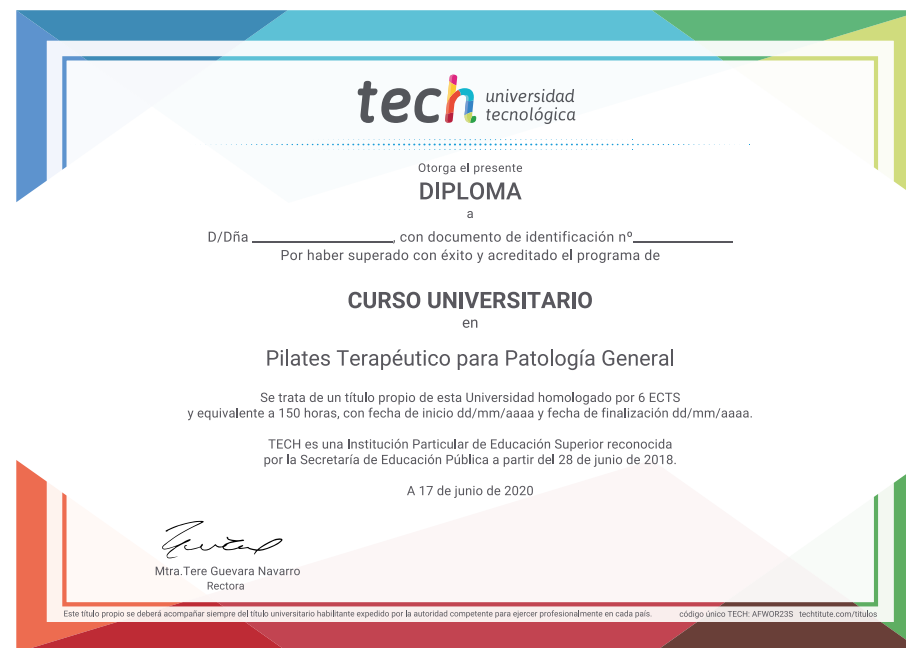 tech universidad
tecnológica
Otorga el presente
DIPLOMA
a
D/Dña ____________________, con documento de identificación nº______________
Por haber superado con éxito y acreditado el programa de
CURSO UNIVERSITARIO
en
Pilates Terapéutico para Patología General
Se trata de un título propio de esta Universidad homologado por 6 ECTS
y equivalente a 150 horas, con fecha de inicio dd/mm/aaaa y fecha de finalización dd/mm/aaaa.
TECH es una Institución Particular de Educación Superior reconocida
por la Secretaría de Educación Pública a partir del 28 de junio de 2018.
A 17 de junio de 2020
Mtra.Tere Guevara Navarro
Rectora
Este título propio se deberá acompañar siempre del título universitario habilitante expedido por la autoridad competente para ejercer profesionalmente en cada país. código único TECH: AFWOR23S techtitute.com/titulos